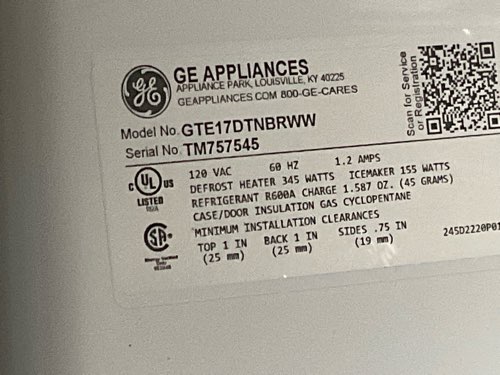 GE APPLIANCES
APPLIANCE PARK, LOUISVILLE, KY 40225
GEAPPLIANCES.COM 800-GE-CARES
Scan for Service
or Registration
Model No. GTE17DTNBRWW
Serial No. TM757545
C UL US
LISTED
120 VAC 60 HZ 1.2 AMPS
DEFROST HEATER 345 WATTS ICEMAKER 155 WATTS
REFRIGERANT R600A CHARGE 1.587 OZ. (45 GRAMS)
CASE/DOOR INSULATION GAS CYCLOPENTANE
MINIMUM INSTALLATION CLEARANCES
TOP 1 IN BACK 1 IN SIDES .75 IN
(25 mm) (25 mm) (19 mm)
245D2220P01